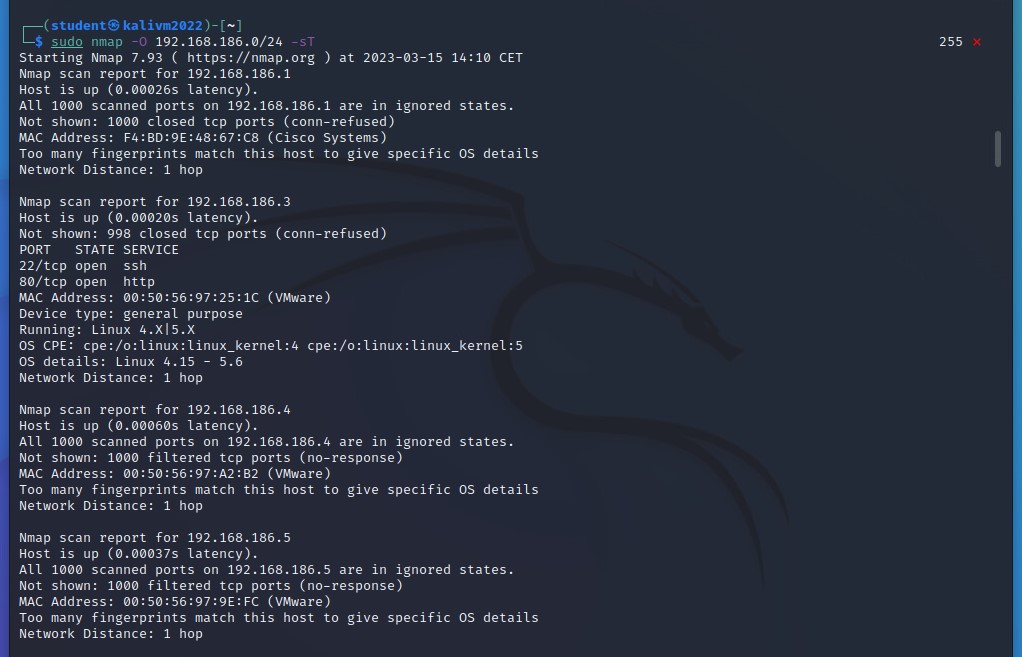 ┌──(student㉿kalivm2022)-[~]
└─$ sudo nmap -O 192.168.186.0/24 -sT 255 ⨯
Starting Nmap 7.93 ( https://nmap.org ) at 2023-03-15 14:10 CET
Nmap scan report for 192.168.186.1
Host is up (0.00026s latency).
All 1000 scanned ports on 192.168.186.1 are in ignored states.
Not shown: 1000 closed tcp ports (conn-refused)
MAC Address: F4:BD:9E:48:67:C8 (Cisco Systems)
Too many fingerprints match this host to give specific OS details
Network Distance: 1 hop

Nmap scan report for 192.168.186.3
Host is up (0.00020s latency).
Not shown: 998 closed tcp ports (conn-refused)
PORT   STATE SERVICE
22/tcp open  ssh
80/tcp open  http
MAC Address: 00:50:56:97:25:1C (VMware)
Device type: general purpose
Running: Linux 4.X|5.X
OS CPE: cpe:/o:linux:linux_kernel:4 cpe:/o:linux:linux_kernel:5
OS details: Linux 4.15 - 5.6
Network Distance: 1 hop

Nmap scan report for 192.168.186.4
Host is up (0.00060s latency).
All 1000 scanned ports on 192.168.186.4 are in ignored states.
Not shown: 1000 filtered tcp ports (no-response)
MAC Address: 00:50:56:97:A2:B2 (VMware)
Too many fingerprints match this host to give specific OS details
Network Distance: 1 hop

Nmap scan report for 192.168.186.5
Host is up (0.00037s latency).
All 1000 scanned ports on 192.168.186.5 are in ignored states.
Not shown: 1000 filtered tcp ports (no-response)
MAC Address: 00:50:56:97:9E:FC (VMware)
Too many fingerprints match this host to give specific OS details
Network Distance: 1 hop